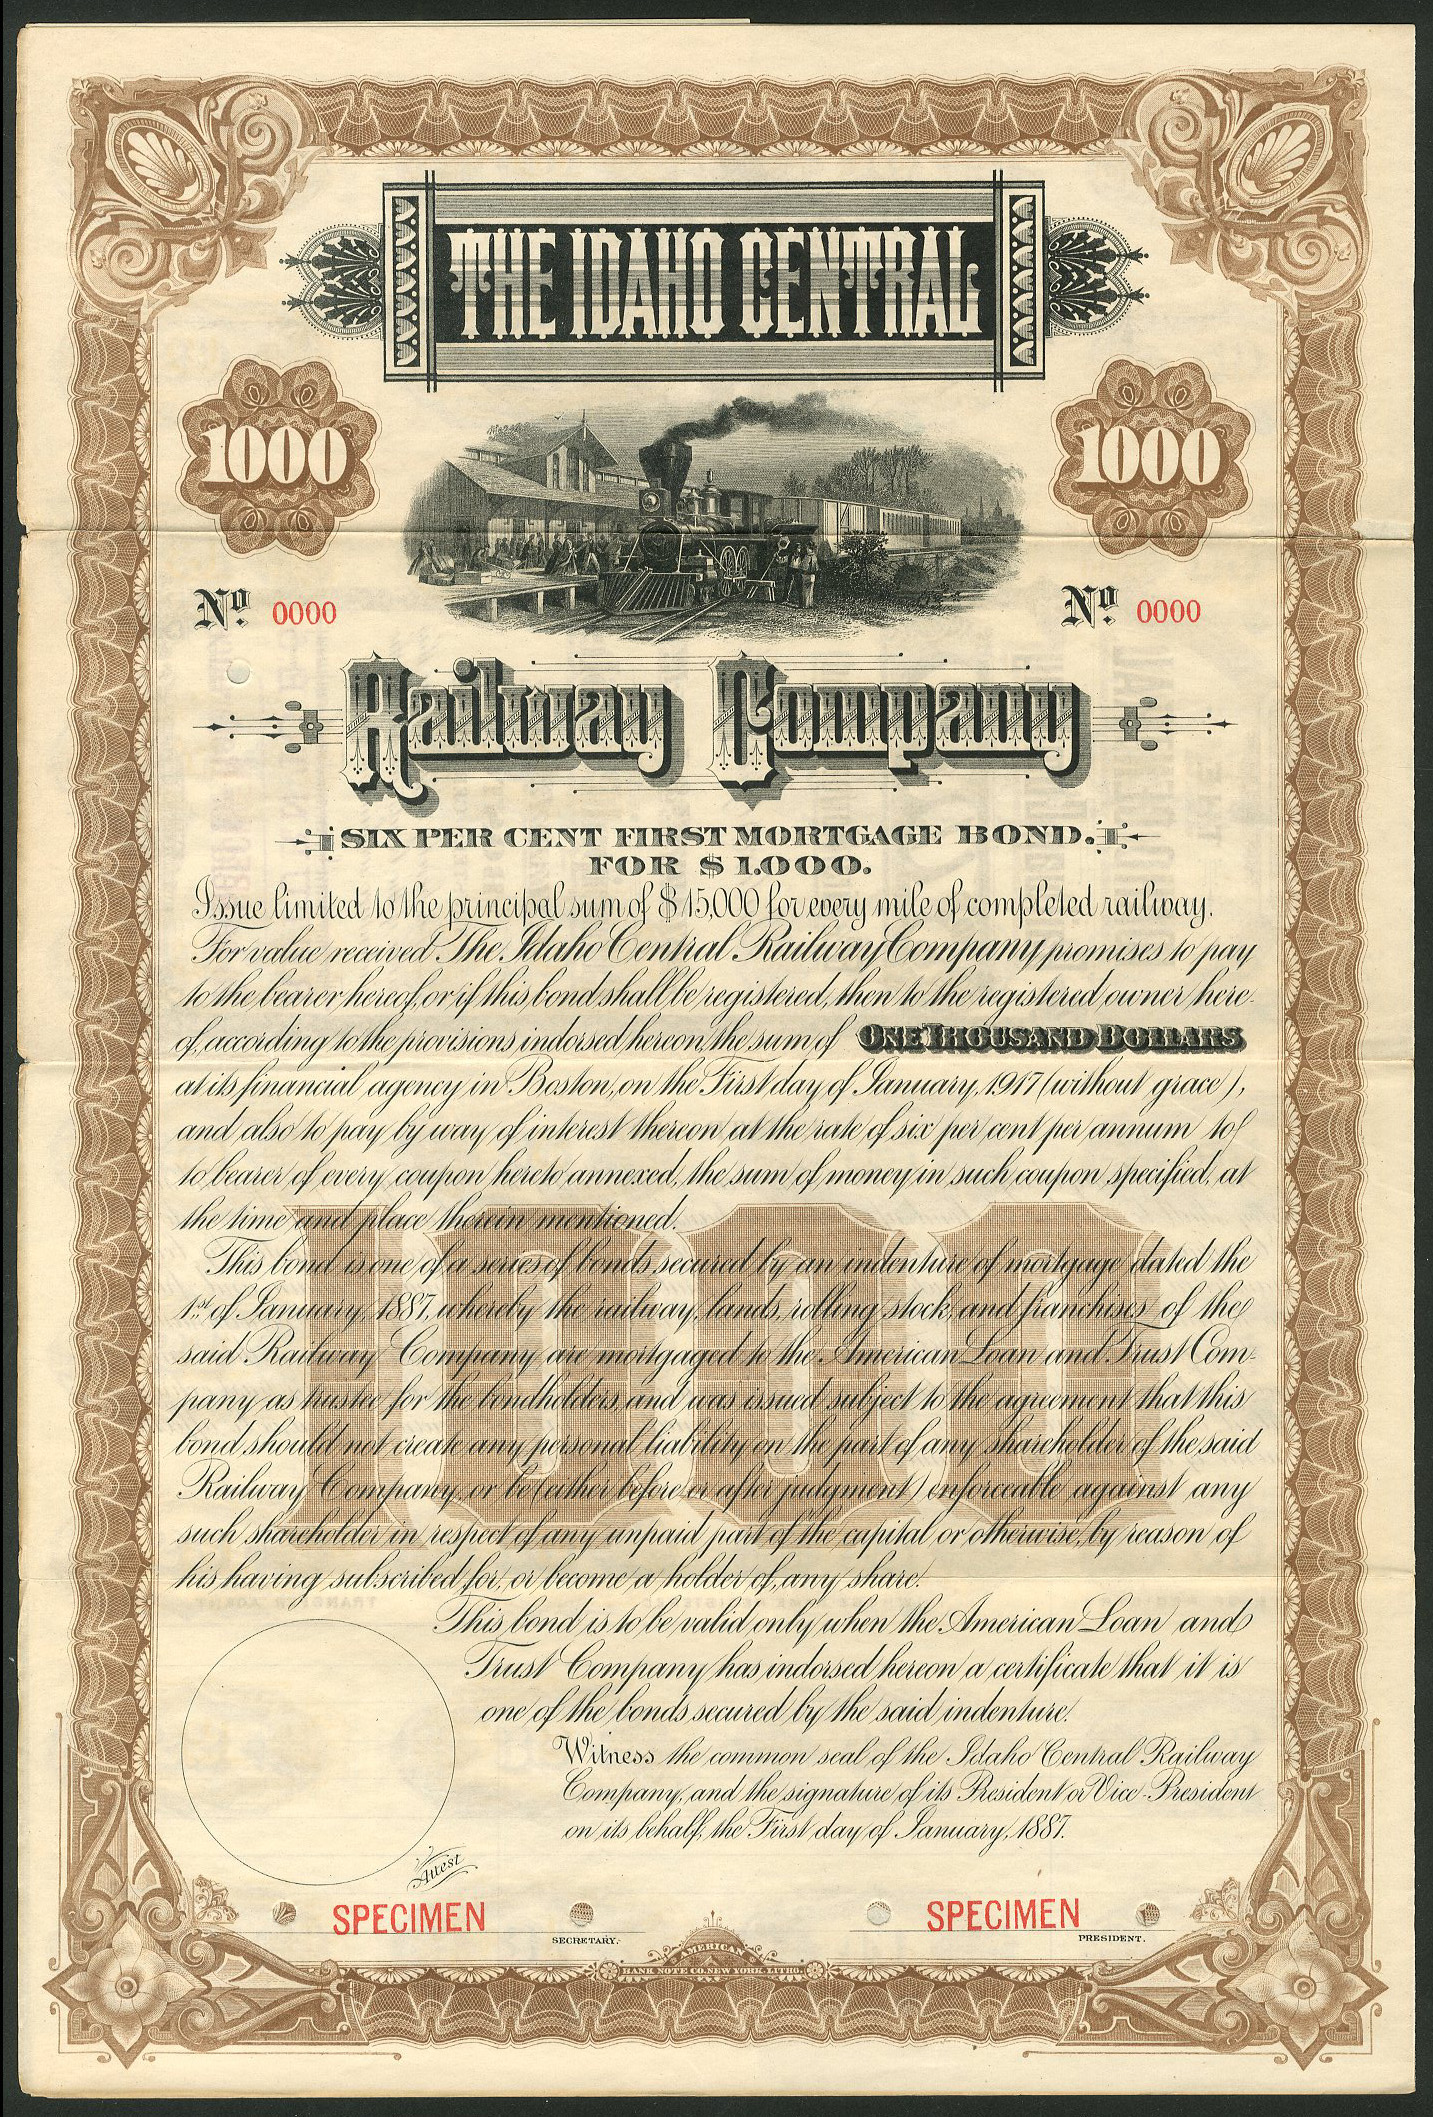 THE IDAHO CENTRAL
1000
1000
No. 0000
No. 0000
Railway Company
SIX PER CENT FIRST MORTGAGE BOND.
FOR $1.000.
Issue limited to the principal sum of $15,000 for every mile of completed railway.
For value received The Idaho Central Railway Company promises to pay
to the bearer hereof, or if this bond shall be registered, then to the registered owner here-
of, according to the provisions indorsed hereon, the sum of ONE THOUSAND DOLLARS
at its financial agency in Boston, on the First day of January, 1917 (without grace),
and also to pay by way of interest thereon at the rate of six per cent per annum to
to bearer of every coupon hereto annexed, the sum of money in such coupon specified, at
the time and place therein mentioned.
This bond is one of a series of bonds secured by an indenture of mortgage dated the
1st of January, 1887, whereby the railway, lands, rolling stock, and franchises of the
said Railway Company are mortgaged to the American Loan and Trust Com-
pany as trustee for the bondholders, and was issued subject to the agreement that this
bond should not create any personal liability on the part of any shareholder of the said
Railway Company, or be (either before or after judgment) enforceable against any
such shareholder in respect of any unpaid part of the capital or otherwise, by reason of
his having subscribed for, or become a holder of, any share.
1000
This bond is to be valid only when the American Loan and
Trust Company has indorsed hereon a certificate that it is
one of the bonds secured by the said indenture.
Witness the common seal of the Idaho Central Railway
Company, and the signature of its President or Vice-President
on its behalf, the First day of January, 1887.
Attest
SPECIMEN
SECRETARY.
SPECIMEN
PRESIDENT.
AMERICAN
BANK NOTE CO. NEW YORK. LITHO.